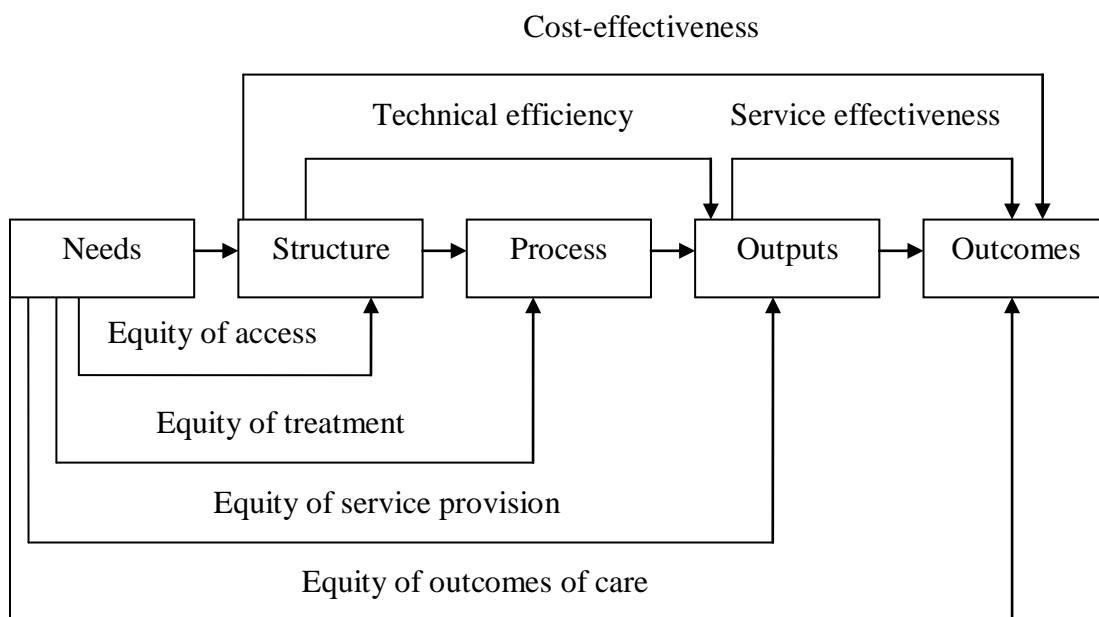 Cost-effectiveness
Technical efficiency
Service effectiveness
Needs
Structure
Process
Outputs
Outcomes
Equity of access
Equity of treatment
Equity of service provision
Equity of outcomes of care